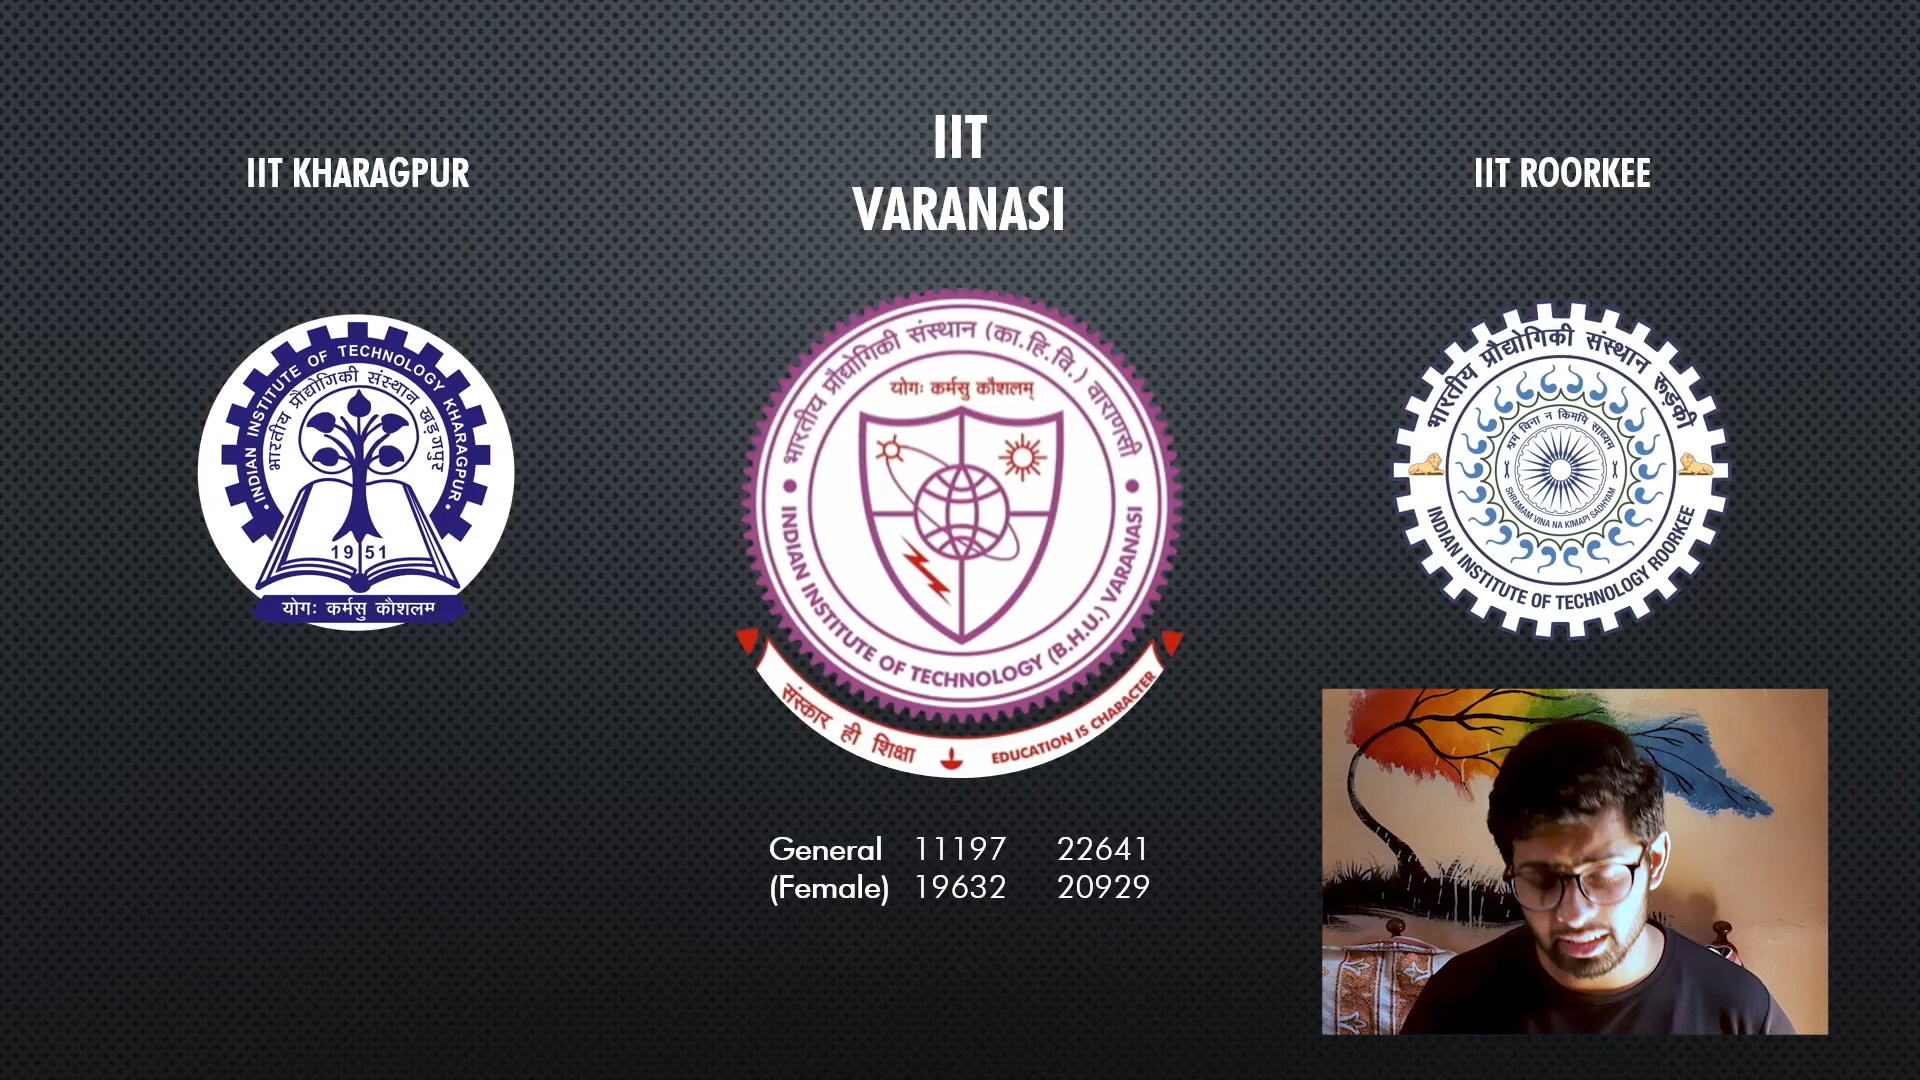 IIT KHARAGPUR
IIT
VARANASI
IIT ROORKEE
INDIAN INSTITUTE OF TECHNOLOGY KHARAGPUR
भारतीय प्रौद्योगिकी संस्थान खड़गपुर
1951
योगः कर्मसु कौशलम्
भारतीय प्रौद्योगिकी संस्थान (का.हि.वि.) वाराणसी
योगः कर्मसु कौशलम्
INDIAN INSTITUTE OF TECHNOLOGY (B.H.U.) VARANASI
संस्कार ही शिक्षा
EDUCATION IS CHARACTER
भारतीय प्रौद्योगिकी संस्थान रूड़की
श्रमं विना न किमपि साध्यम्
SHRAMAM VINA NA KIMAPI SADHYAM
INDIAN INSTITUTE OF TECHNOLOGY ROORKEE
General 11197 22641
(Female) 19632 20929